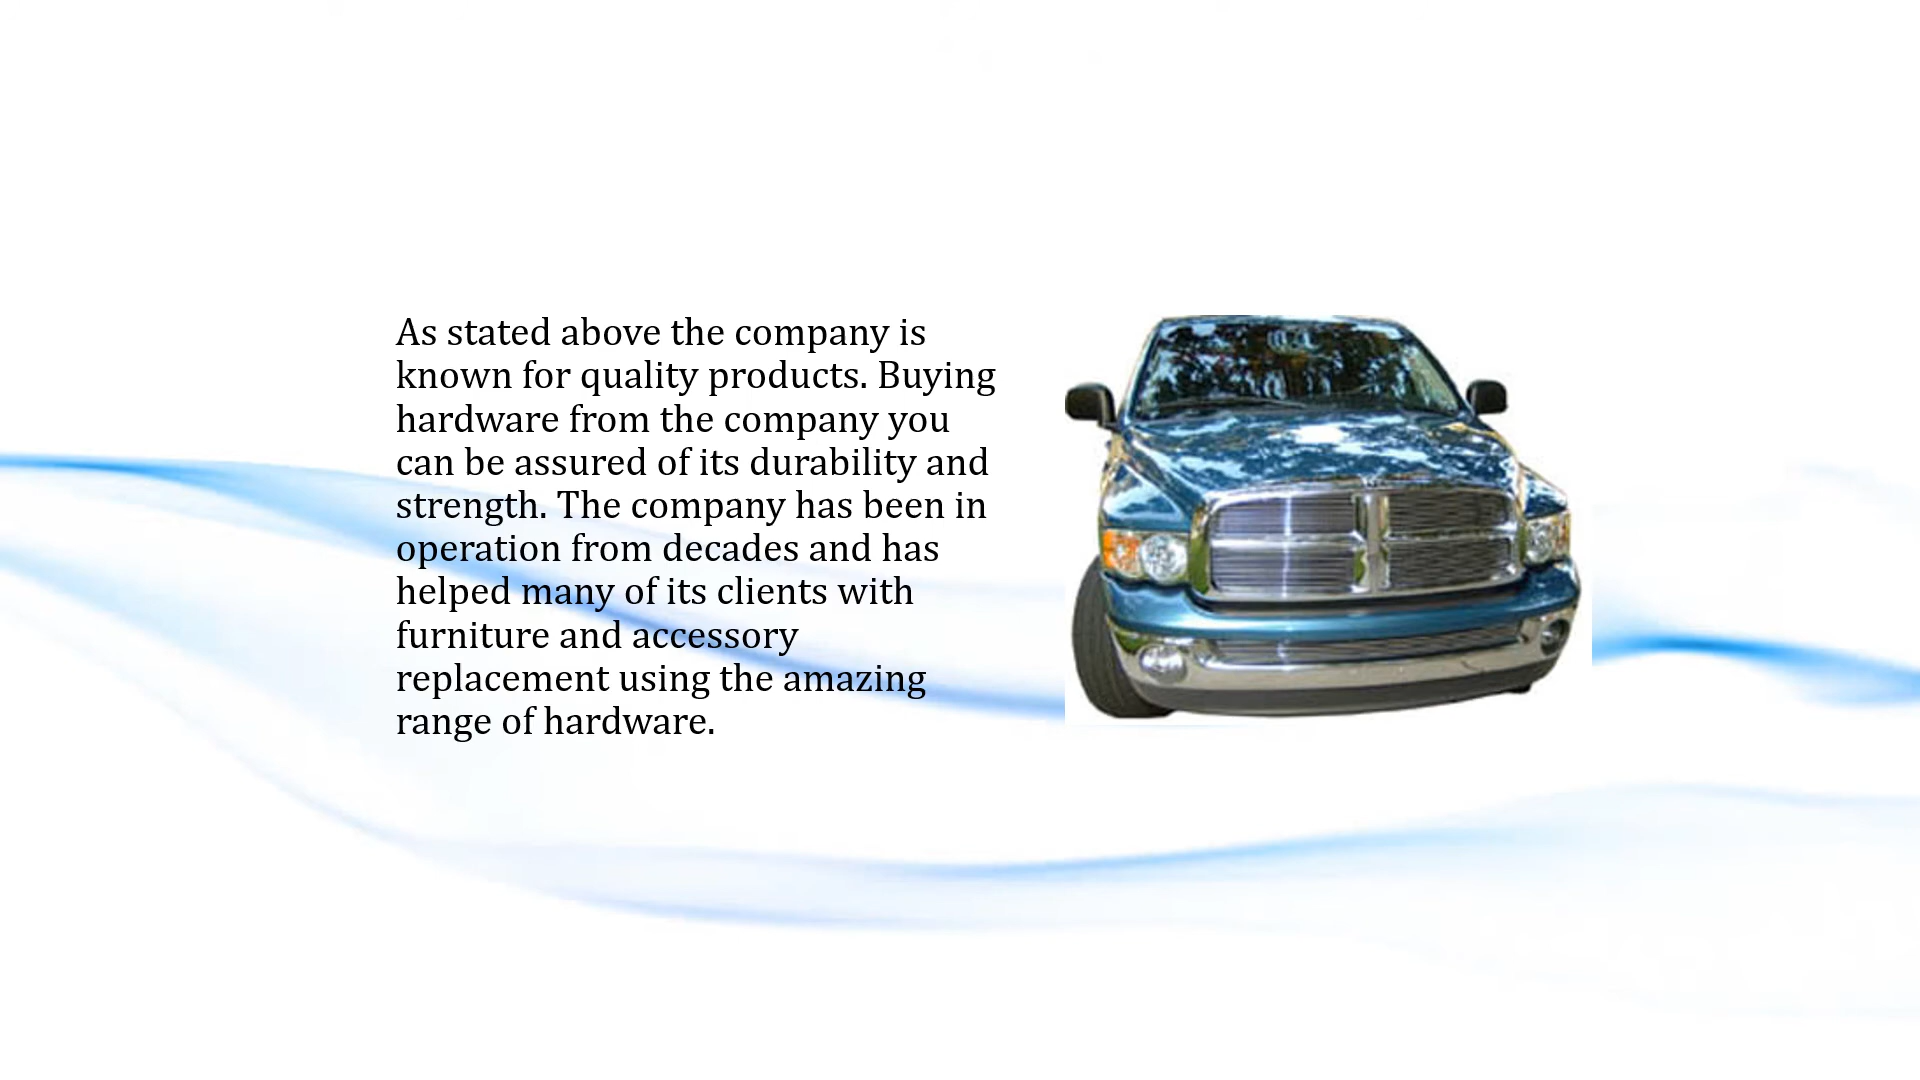 As stated above the company is
known for quality products. Buying
hardware from the company you
can be assured of its durability and
strength. The company has been in
operation from decades and has
helped many of its clients with
furniture and accessory
replacement using the amazing
range of hardware.